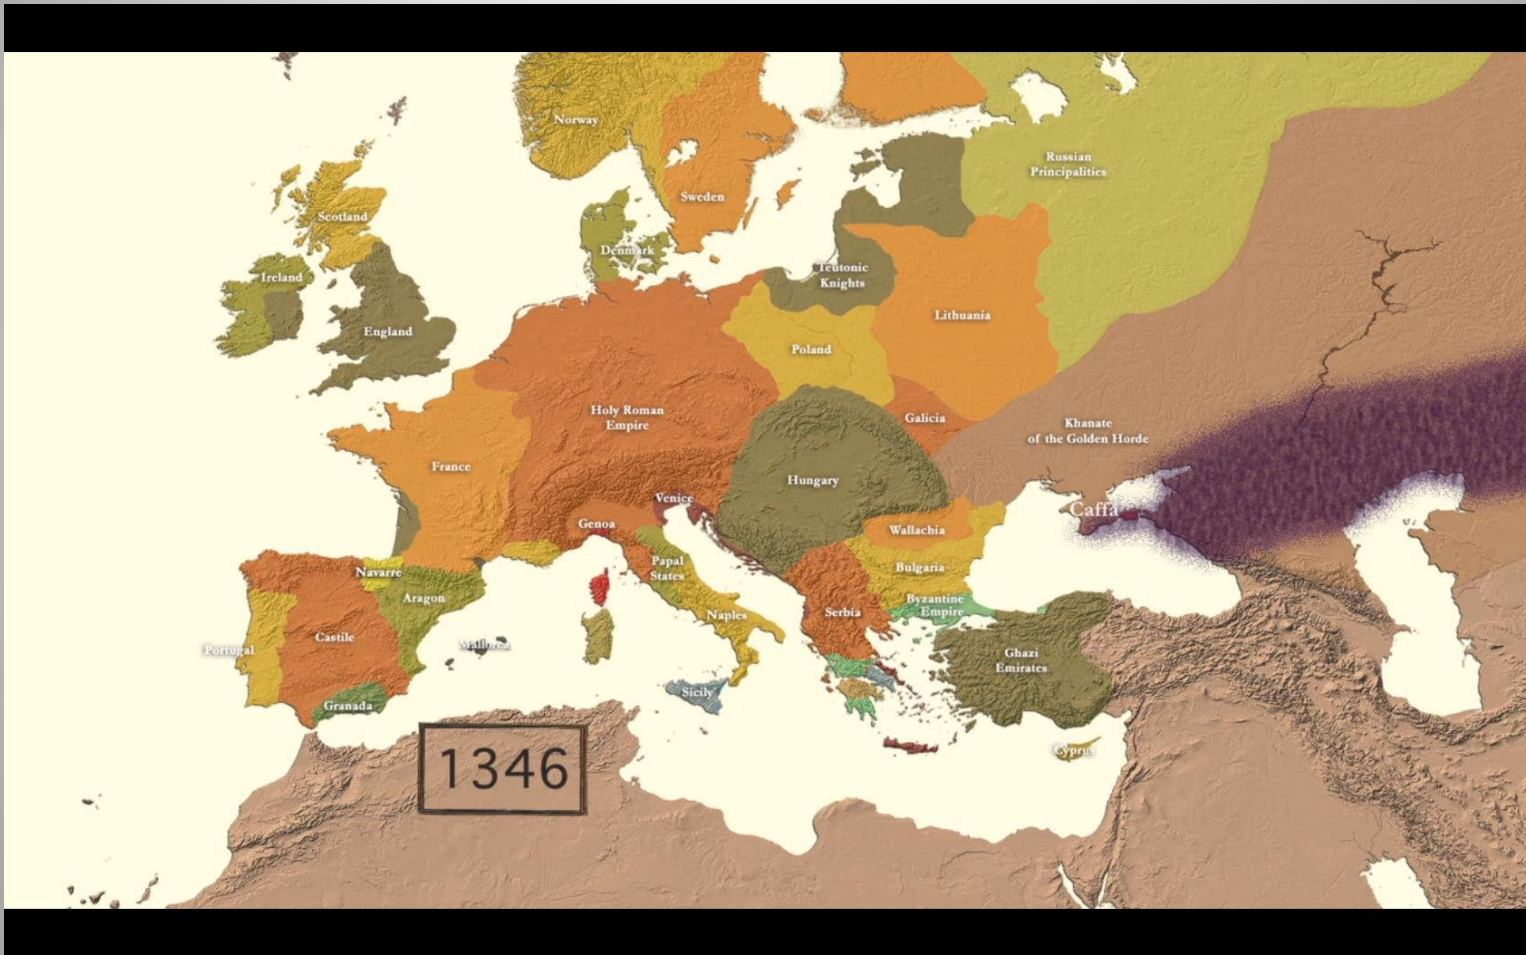 Norway
Sweden
Russian
Principalities
Scotland
Denmark
Ireland
England
Teutonic
Knights
Lithuania
Poland
Holy Roman
Empire
Galicia
Khanate
of the Golden Horde
France
Hungary
Venice
Genoa
Caffa
Wallachia
Navarre
Papal
States
Bulgaria
Aragon
Byzantine
Empire
Naples
Serbia
Castile
Portugal
Mallorca
Ghazi
Emirates
Sicily
Granada
Cyprus
1346